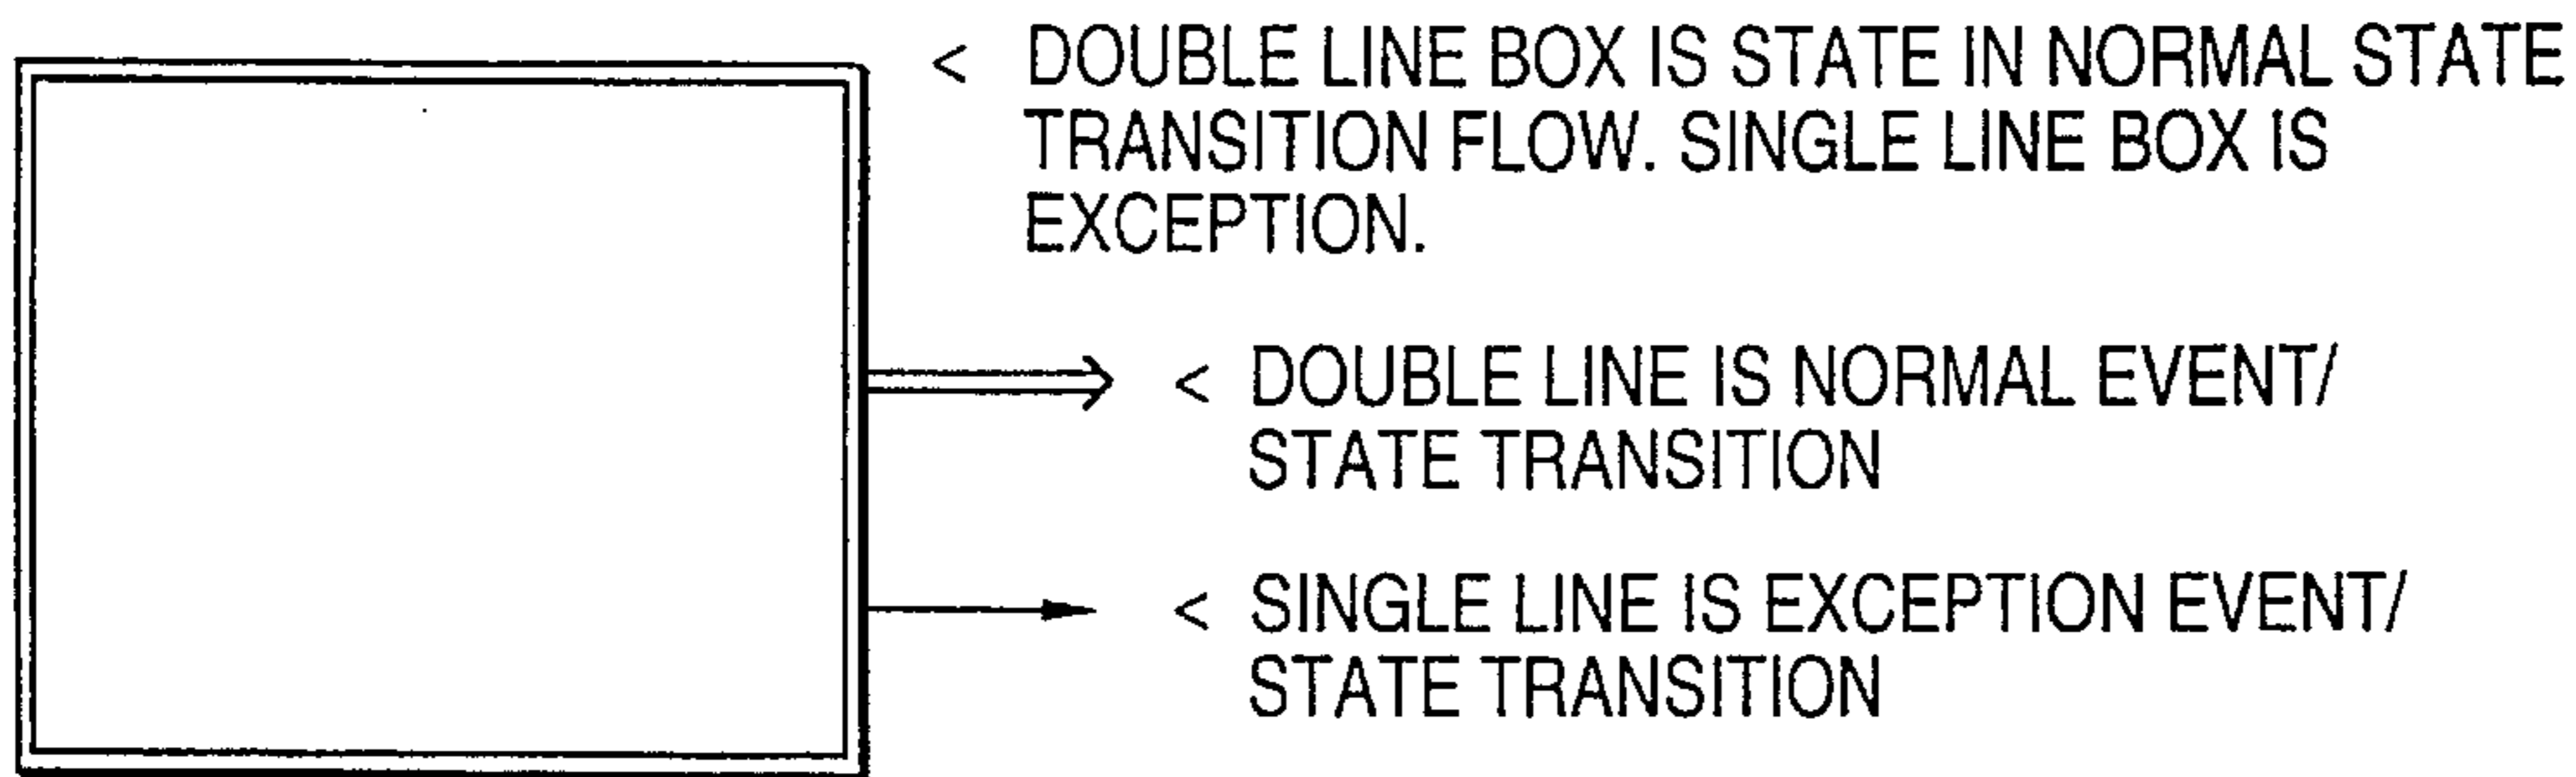 < DOUBLE LINE BOX IS STATE IN NORMAL STATE
TRANSITION FLOW. SINGLE LINE BOX IS
EXCEPTION.
< DOUBLE LINE IS NORMAL EVENT/
STATE TRANSITION
< SINGLE LINE IS EXCEPTION EVENT/
STATE TRANSITION